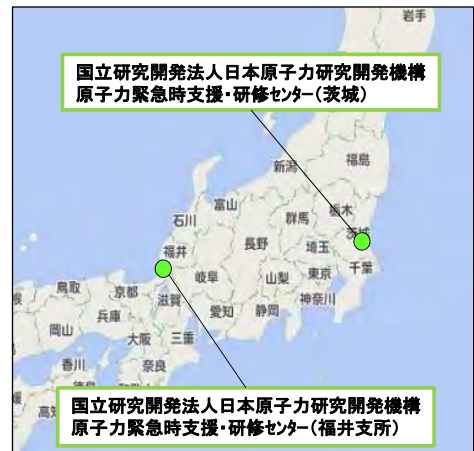 岩手
国立研究開発法人日本原子力研究開発機構
原子力緊急時支援・研修センター（茨城）
新潟
福島
富山
石川
栃木
群馬
茨城
福井
長野
埼玉
岐阜
山梨
東京
千葉
鳥取
京都
滋賀
神奈川
兵庫
愛知
静岡
岡山
大阪
三重
香川
奈良
国立研究開発法人日本原子力研究開発機構
原子力緊急時支援・研修センター（福井支所）